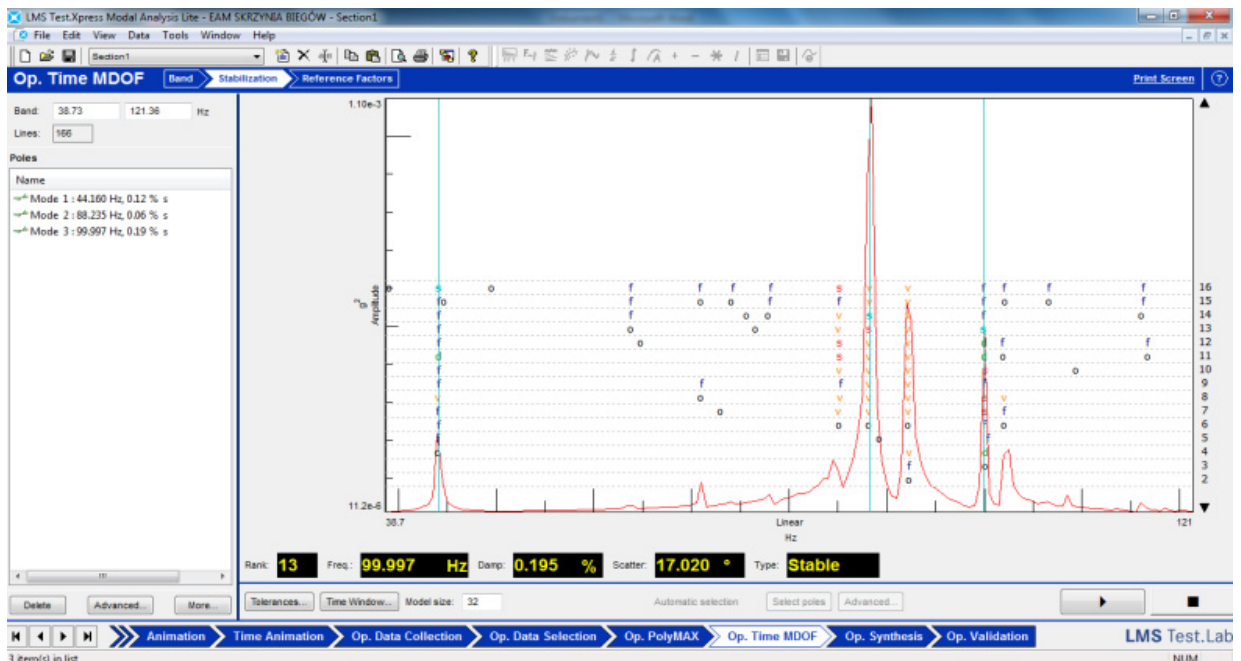 LMS Test.Xpress Modal Analysis Lite - EAM SKRZYNIA BIEGÓW - Section1
File Edit View Data Tools Window Help
Section1
Op. Time MDOF Band Stabilization Reference Factors Print Screen ?
Band: 38.73 121.36 Hz
Lines: 166
Poles
Name
Mode 1 : 44.160 Hz, 0.12 % s
Mode 2 : 88.235 Hz, 0.06 % s
Mode 3 : 99.997 Hz, 0.19 % s
1.10e-3
g²
Amplitude
11.2e-6
38.7 Linear 121
Hz
16
15
14
13
12
11
10
9
8
7
6
5
4
3
2
Rank: 13 Freq.: 99.997 Hz Damp: 0.195 % Scatter: 17.020 ° Type: Stable
Delete Advanced... More... Tolerances... Time Window... Model size: 32 Automatic selection Select poles Advanced...
Animation Time Animation Op. Data Collection Op. Data Selection Op. PolyMAX Op. Time MDOF Op. Synthesis Op. Validation LMS Test.Lab
3 item(s) in list NUM